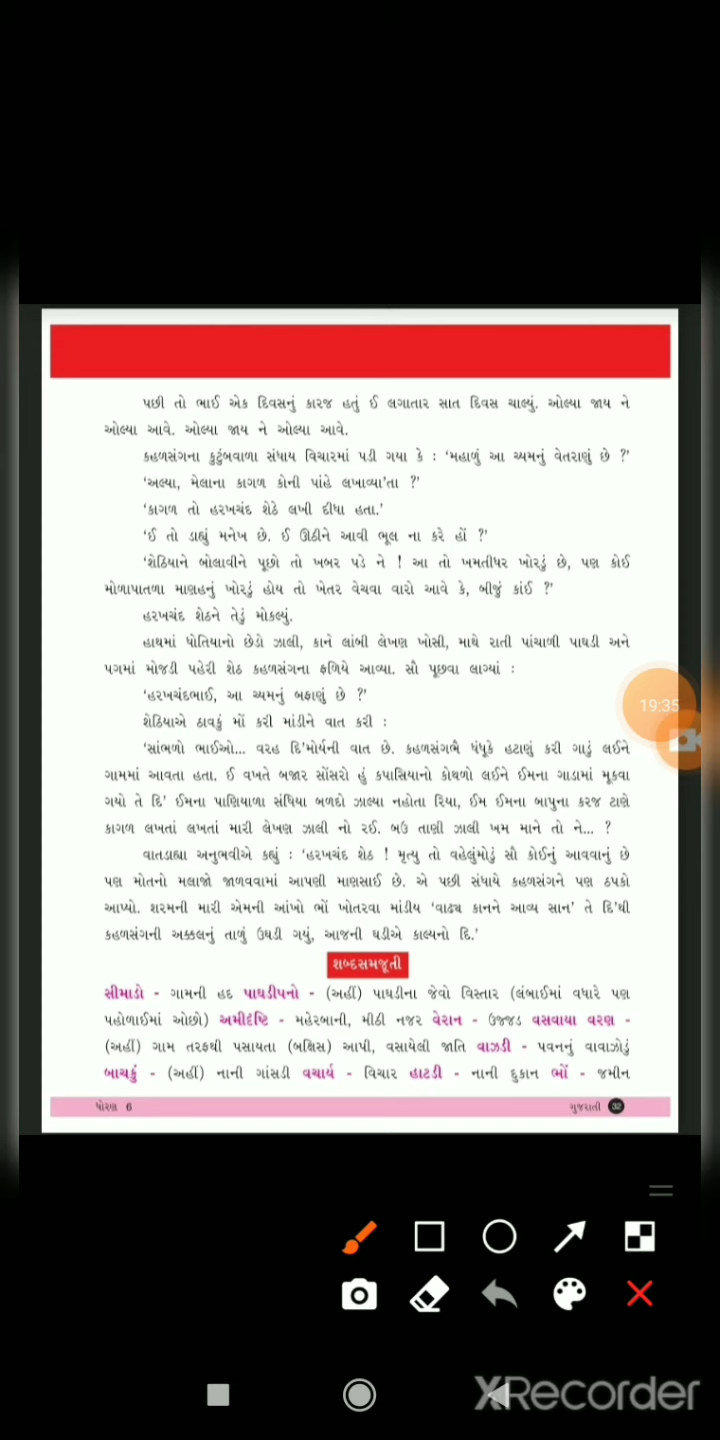 પછી તો ભાઈ એક દિવસનું કારજ હતું ઈ લગાતાર સાત દિવસ ચાલ્યું. ઓલ્યા જાય ને
ઓલ્યા આવે. ઓલ્યા જાય ને ઓલ્યા આવે.
કહળસંગના કુટુંબવાળા સંધાય વિચારમાં પડી ગયા કે : ‘મહાળું આ ચ્યમનું વેતરાણું છે ?’
‘અલ્યા, મેલાના કાગળ કોની પાંહે લખાવ્યા’તા ?’
‘કાગળ તો હરખચંદ શેઠે લખી દીધા હતા.’
‘ઈ તો ડાહ્યું મનેખ છે. ઈ ઊઠીને આવી ભૂલ ના કરે હોં ?’
‘શેઠિયાને બોલાવીને પૂછો તો ખબર પડે ને ! આ તો ખમતીધર ખોરડું છે, પણ કોઈ
મોળાપાતળા માણહનું ખોરડું હોય તો ખેતર વેચવા વારો આવે કે, બીજું કાંઈ ?’
હરખચંદ શેઠને તેડું મોકલ્યું.
હાથમાં ધોતિયાનો છેડો ઝાલી, કાને લાંબી લેખણ ખોસી, માથે રાતી પાંચાળી પાઘડી અને
પગમાં મોજડી પહેરી શેઠ કહળસંગના ફળિયે આવ્યા. સૌ પૂછવા લાગ્યાં :
‘હરખચંદભાઈ, આ ચ્યમનું બફાણું છે ?’
શેઠિયાએ ઠાવકું મોં કરી માંડીને વાત કરી :
‘સાંભળો ભાઈઓ... વરહ દિ’મોર્યની વાત છે. કહળસંગભૈ ધંધૂકે હટાણું કરી ગાડું લઈને
ગામમાં આવતા હતા. ઈ વખતે બજાર સોંસરો હું કપાસિયાનો કોથળો લઈને ઈમના ગાડામાં મૂકવા
ગયો તે દિ’ ઈમના પાણિયાળા સંધિયા બળદો ઝાલ્યા નહોતા રિયા, ઈમ ઈમના બાપુના કરજ ટાણે
કાગળ લખતાં લખતાં મારી લેખણ ઝાલી નો રઈ. બઉ તાણી ઝાલી ખમ માને તો ને... ?
વાતડાહ્યા અનુભવીએ કહ્યું : ‘હરખચંદ શેઠ ! મૃત્યુ તો વહેલુંમોડું સૌ કોઈનું આવવાનું છે
પણ મોતનો મલાજો જાળવવામાં આપણી માણસાઈ છે. એ પછી સંધાયે કહળસંગને પણ ઠપકો
આપ્યો. શરમની મારી એમની આંખો ભોં ખોતરવા માંડીય ‘વાઢ્ય કાનને આવ્ય સાન’ તે દિ’થી
કહળસંગની અક્કલનું તાળું ઉઘડી ગયું, આજની ઘડીએ કાલ્યનો દિ.’
શબ્દસમજૂતી
સીમાડો - ગામની હદ પાઘડીપનો - (અહીં) પાઘડીના જેવો વિસ્તાર (લંબાઈમાં વધારે પણ
પહોળાઈમાં ઓછો) અમીદૃષ્ટિ - મહેરબાની, મીઠી નજર વેરાન - ઉજ્જડ વસવાયા વરણ -
(અહીં) ગામ તરફથી પસાયતા (બક્ષિસ) આપી, વસાયેલી જાતિ વાઝડી - પવનનું વાવાઝોડું
બાચકું - (અહીં) નાની ગાંસડી વચાર્ય - વિચાર હાટડી - નાની દુકાન ભોં - જમીન
ધોરણ 6
ગુજરાતી 32
19:35
XRecorder